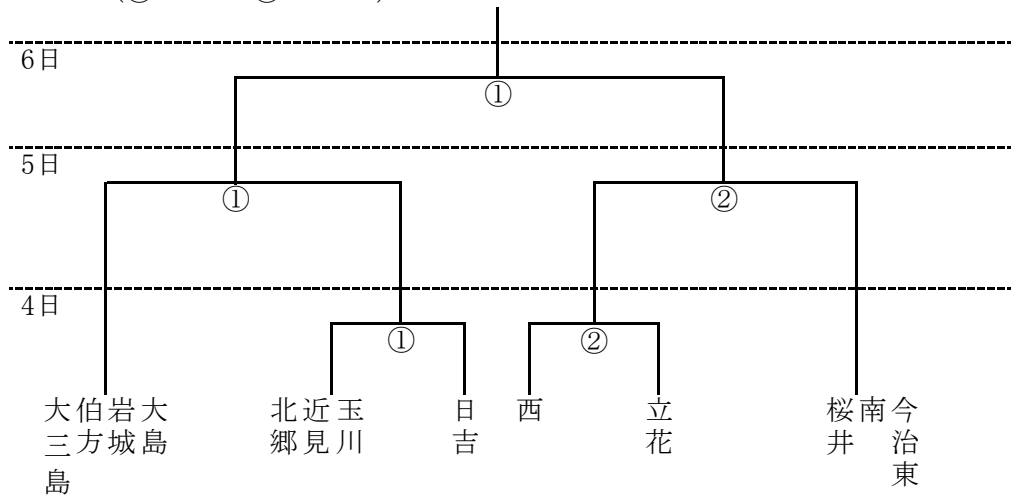 6日
①
5日
① ②
4日
① ②
大三島
伯方
岩城
大島
北郷
近見
玉川
日吉
西
立花
桜井
南
今治東